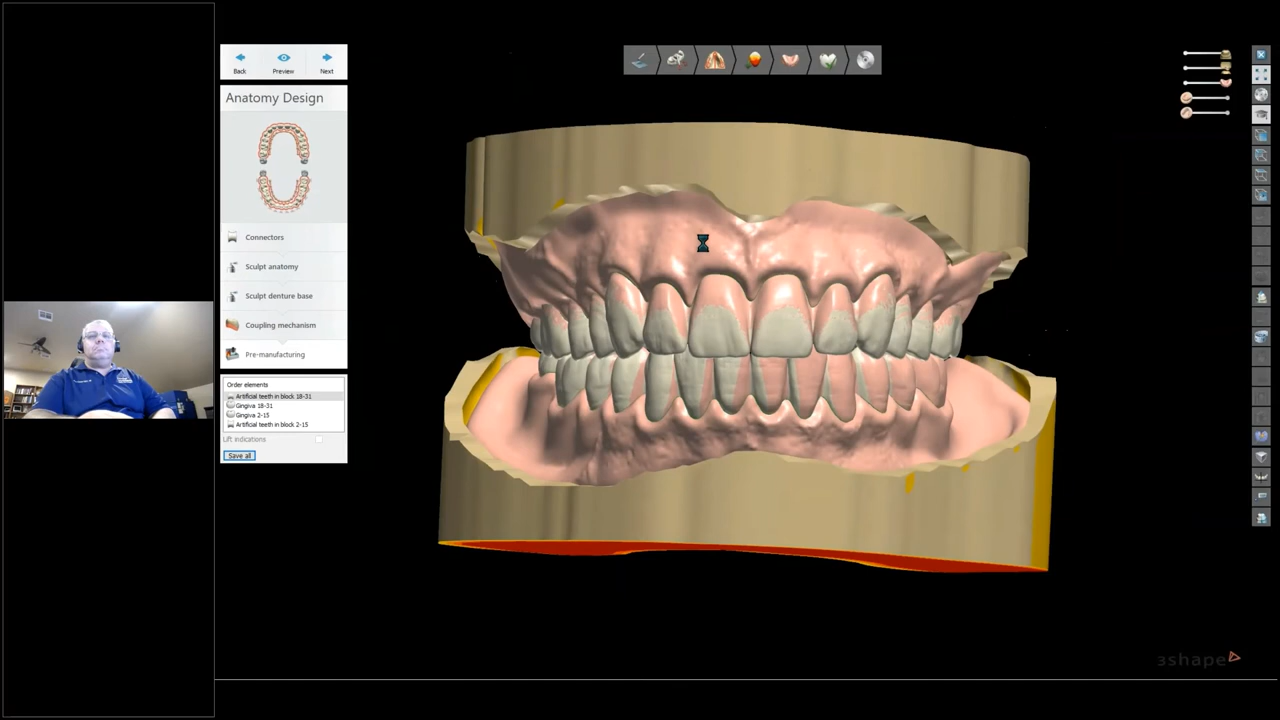 Back
Preview
Next
Anatomy Design
Connectors
Sculpt anatomy
Sculpt denture base
Coupling mechanism
Pre-manufacturing
Order elements
Artificial teeth in block 18-31
Gingiva 18-31
Gingiva 2-15
Artificial teeth in block 2-15
Lift indications
Save all
3shape